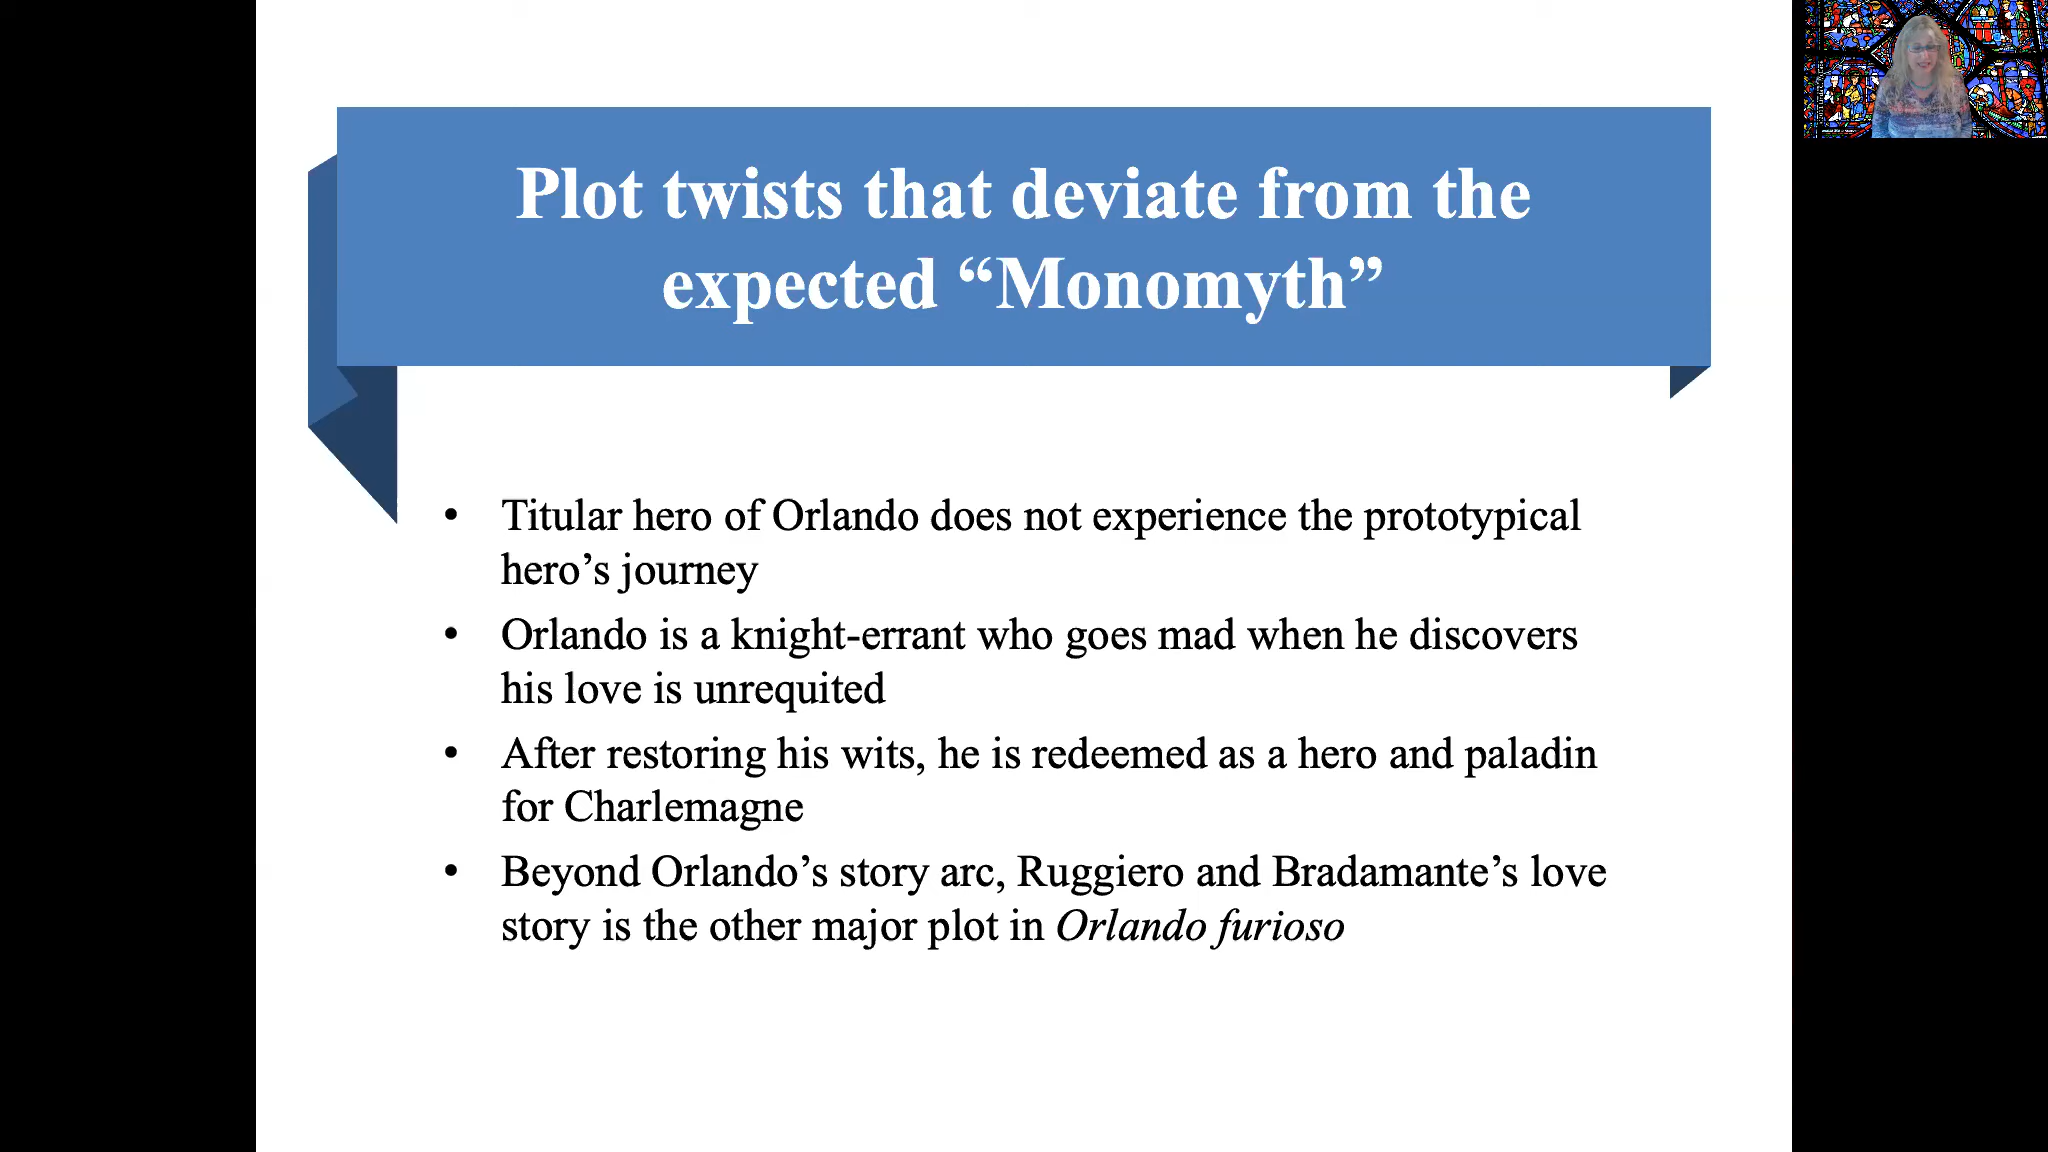 Plot twists that deviate from the
expected “Monomyth”
• Titular hero of Orlando does not experience the prototypical
hero’s journey
• Orlando is a knight-errant who goes mad when he discovers
his love is unrequited
• After restoring his wits, he is redeemed as a hero and paladin
for Charlemagne
• Beyond Orlando’s story arc, Ruggiero and Bradamante’s love
story is the other major plot in Orlando furioso